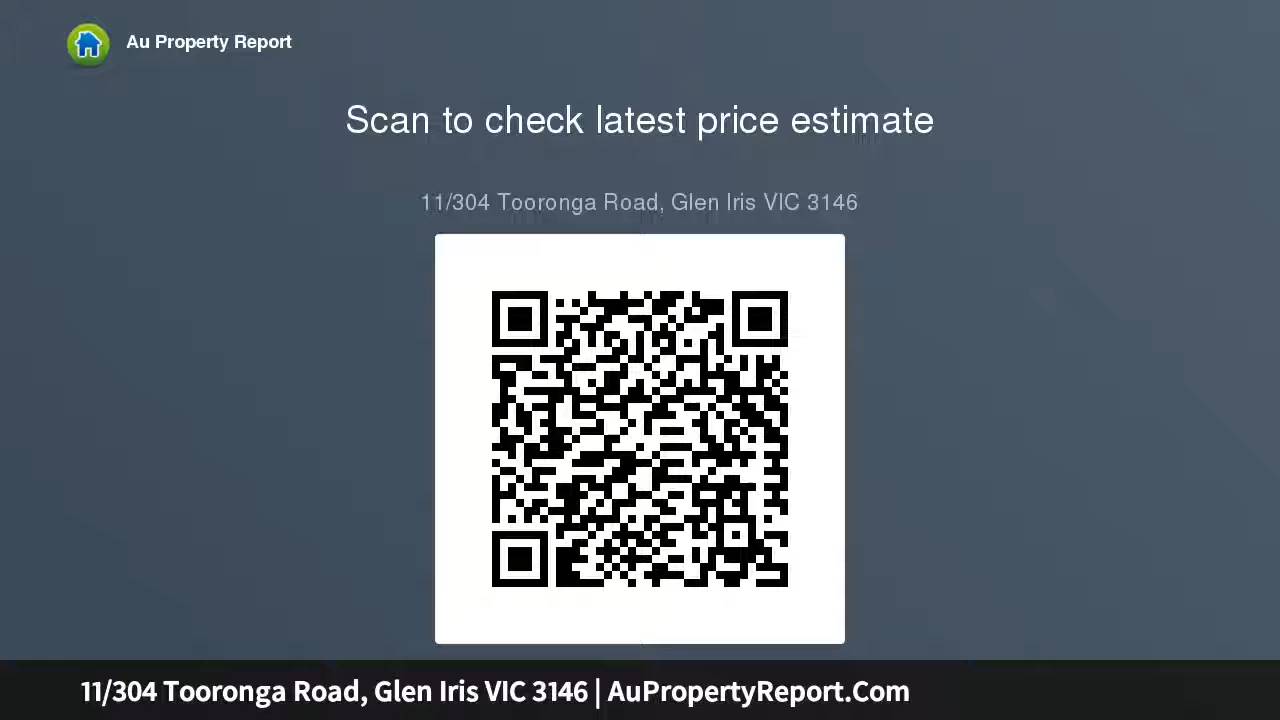 Au Property Report
Scan to check latest price estimate
11/304 Tooronga Road, Glen Iris VIC 3146
11/304 Tooronga Road, Glen Iris VIC 3146 | AuPropertyReport.Com